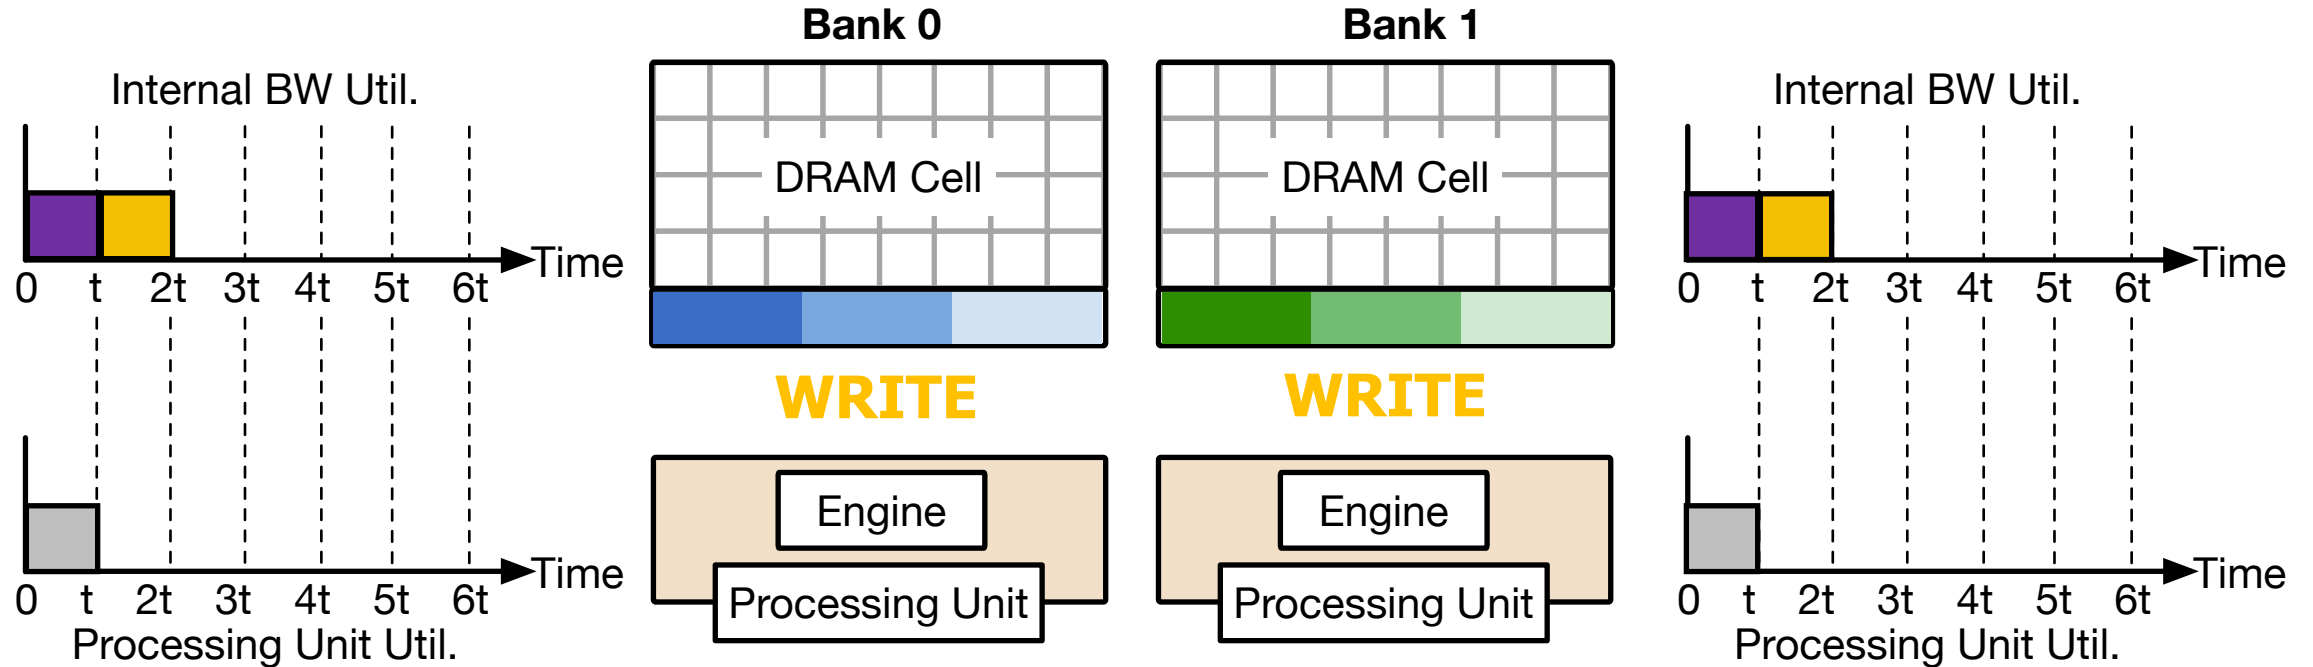 Bank 0
Bank 1
Internal BW Util.
Internal BW Util.
DRAM Cell
DRAM Cell
Time
Time
0 t 2t 3t 4t 5t 6t
0 t 2t 3t 4t 5t 6t
WRITE
WRITE
Engine
Engine
Time
Time
Processing Unit
Processing Unit
0 t 2t 3t 4t 5t 6t
0 t 2t 3t 4t 5t 6t
Processing Unit Util.
Processing Unit Util.